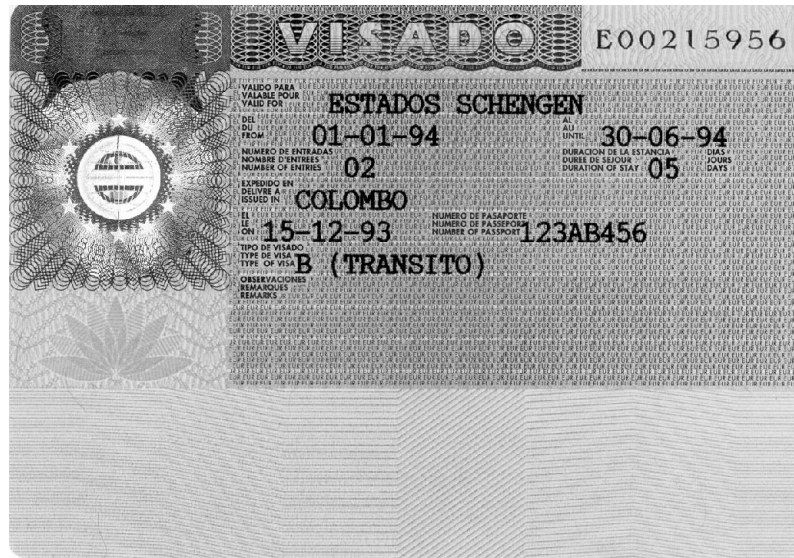 VISADO E00215956
VALIDO PARA
VALABLE POUR
VALID FOR
ESTADOS SCHENGEN
DEL
DU
FROM
01-01-94
AL
AU
UNTIL
30-06-94
NUMERO DE ENTRADAS
NOMBRE D'ENTREES
NUMBER OF ENTRIES
02
DURACION DE LA ESTANCIA
DUREE DE SEJOUR
DURATION OF STAY
05
DIAS
JOURS
DAYS
EXPEDIDO EN
DELIVRE A
ISSUED IN
COLOMBO
EL
LE
ON
15-12-93
NUMERO DE PASAPORTE
NUMERO DE PASSEPORT
NUMBER OF PASSPORT
123AB456
TIPO DE VISADO
TYPE DE VISA
TYPE OF VISA
B (TRANSITO)
OBSERVACIONES
REMARQUES
REMARKS